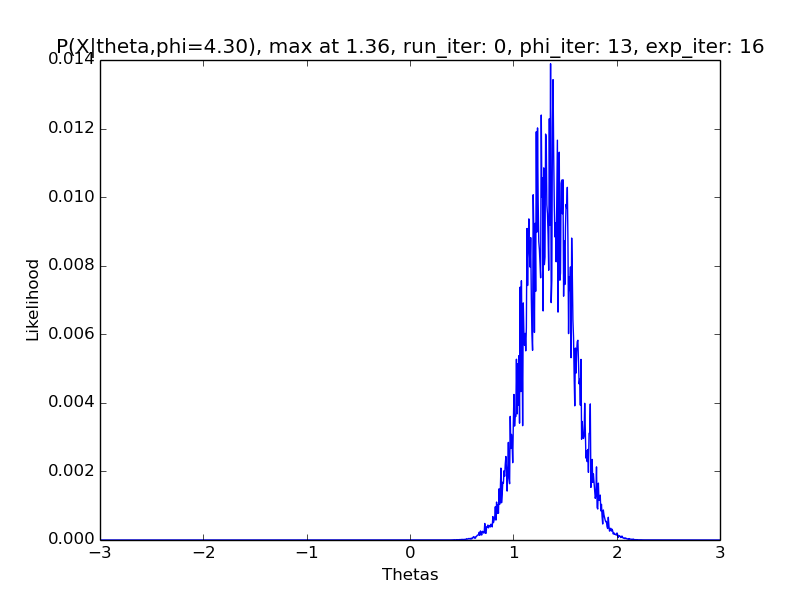 P(X|theta,phi=4.30), max at 1.36, run_iter: 0, phi_iter: 13, exp_iter: 16
0.014
0.012
0.010
0.008
0.006
0.004
0.002
0.000
Likelihood
−3 −2 −1 0 1 2 3
Thetas